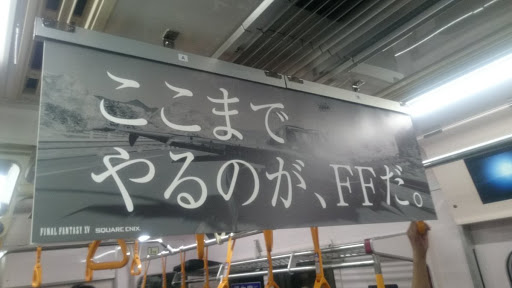 ここまで
やるのが、FFだ。
FINAL FANTASY XV SQUARE ENIX